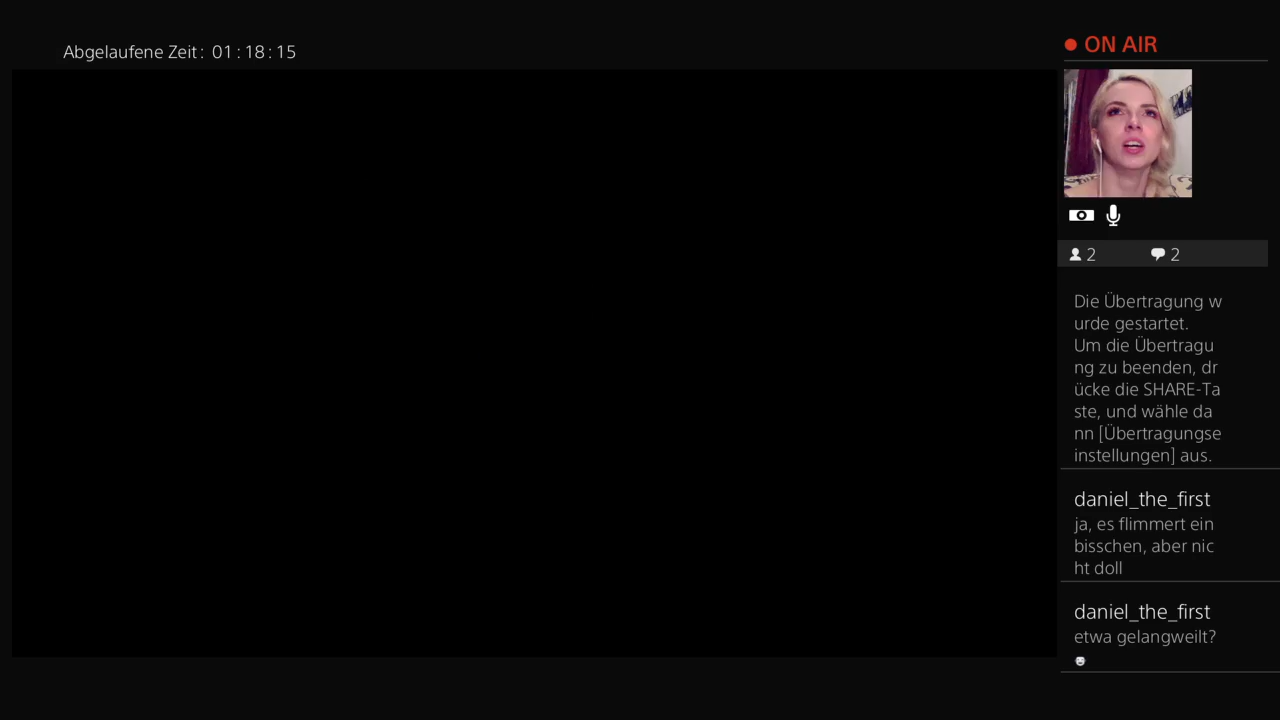 Abgelaufene Zeit: 01:18:15
ON AIR
2 2
Die Übertragung w
urde gestartet.
Um die Übertragu
ng zu beenden, dr
ücke die SHARE-Ta
ste, und wähle da
nn [Übertragungse
instellungen] aus.
daniel_the_first
ja, es flimmert ein
bisschen, aber nic
ht doll
daniel_the_first
etwa gelangweilt?